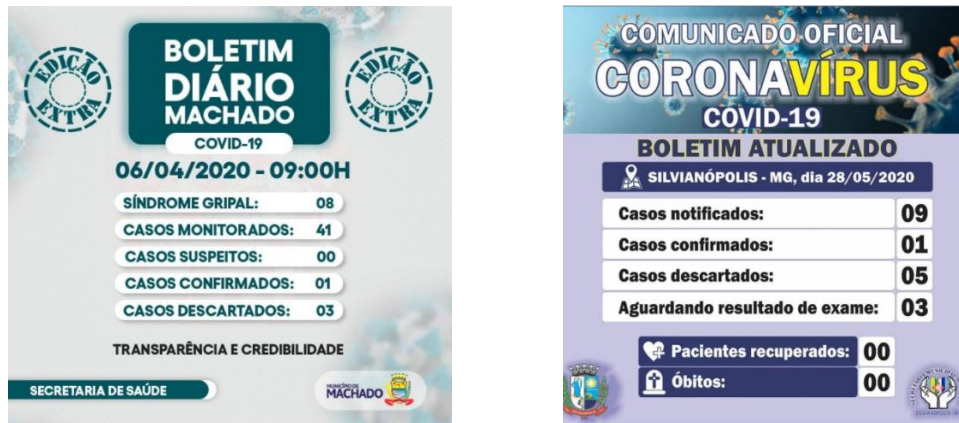 EDIÇÃO
EXTRA
BOLETIM
DIÁRIO
MACHADO
COVID-19
EDIÇÃO
EXTRA
06/04/2020 - 09:00H
SÍNDROME GRIPAL: 08
CASOS MONITORADOS: 41
CASOS SUSPEITOS: 00
CASOS CONFIRMADOS: 01
CASOS DESCARTADOS: 03
TRANSPARÊNCIA E CREDIBILIDADE
SECRETARIA DE SAÚDE
MUNICÍPIO DE
MACHADO
COMUNICADO OFICIAL
CORONAVÍRUS
COVID-19
BOLETIM ATUALIZADO
SILVIANÓPOLIS - MG, dia 28/05/2020
Casos notificados: 09
Casos confirmados: 01
Casos descartados: 05
Aguardando resultado de exame: 03
Pacientes recuperados: 00
Óbitos: 00